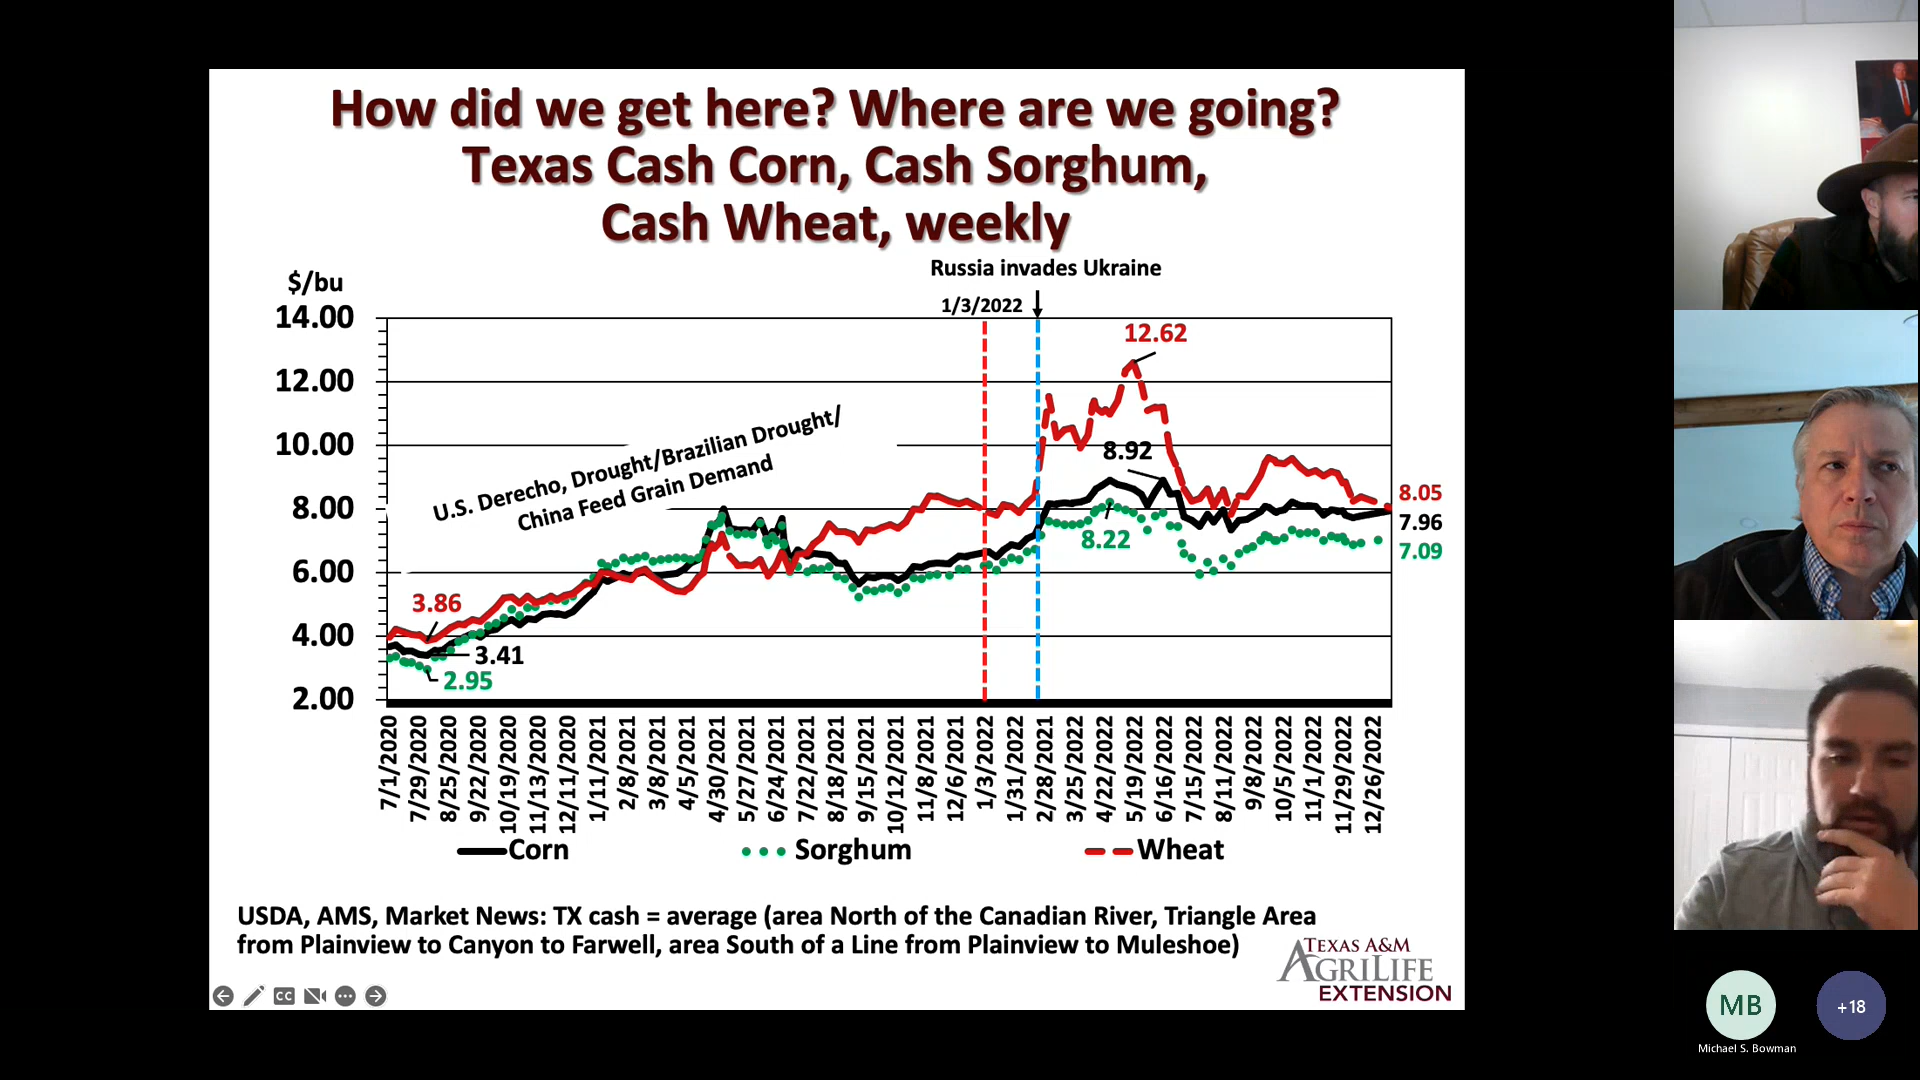 How did we get here? Where are we going?
Texas Cash Corn, Cash Sorghum,
Cash Wheat, weekly
Russia invades Ukraine
$/bu
1/3/2022
14.00
12.00
10.00
8.00
6.00
4.00
2.00
12.62
8.92
8.22
8.05
7.96
7.09
U.S. Derecho, Drought/Brazilian Drought/
China Feed Grain Demand
3.86
3.41
2.95
7/1/2020
7/29/2020
8/25/2020
9/22/2020
10/19/2020
11/13/2020
12/11/2020
1/11/2021
2/8/2021
3/8/2021
4/5/2021
4/30/2021
5/27/2021
6/24/2021
7/22/2021
8/18/2021
9/15/2021
10/12/2021
11/8/2021
12/6/2021
1/3/2022
1/31/2022
2/28/2021
3/25/2022
4/22/2022
5/19/2022
6/16/2022
7/15/2022
8/11/2022
9/8/2022
10/5/2022
11/1/2022
11/29/2022
12/26/2022
Corn
Sorghum
Wheat
USDA, AMS, Market News: TX cash = average (area North of the Canadian River, Triangle Area
from Plainview to Canyon to Farwell, area South of a Line from Plainview to Muleshoe)
TEXAS A&M
AGRILIFE
EXTENSION
CC
MB
+18
Michael S. Bowman